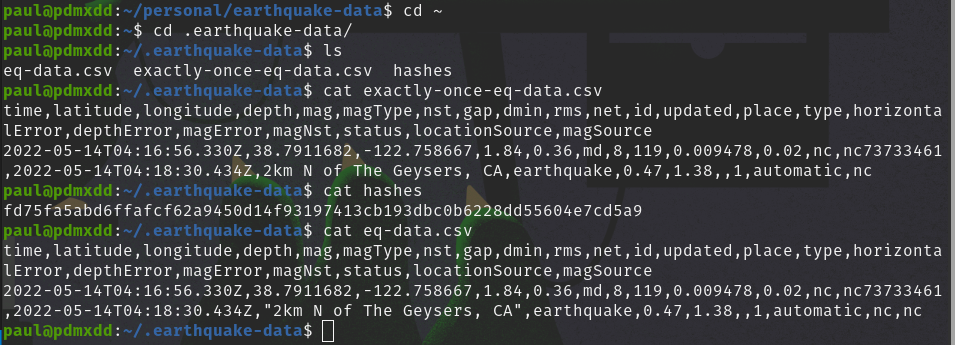 paul@pdmxdd:~/personal/earthquake-data$ cd ~
paul@pdmxdd:~$ cd .earthquake-data/
paul@pdmxdd:~/.earthquake-data$ ls
eq-data.csv  exactly-once-eq-data.csv  hashes
paul@pdmxdd:~/.earthquake-data$ cat exactly-once-eq-data.csv
time,latitude,longitude,depth,mag,magType,nst,gap,dmin,rms,net,id,updated,place,type,horizonta
lError,depthError,magError,magNst,status,locationSource,magSource
2022-05-14T04:16:56.330Z,38.7911682,-122.758667,1.84,0.36,md,8,119,0.009478,0.02,nc,nc73733461
,2022-05-14T04:18:30.434Z,2km N of The Geysers, CA,earthquake,0.47,1.38,,1,automatic,nc
paul@pdmxdd:~/.earthquake-data$ cat hashes
fd75fa5abd6ffafcf62a9450d14f93197413cb193dbc0b6228dd55604e7cd5a9
paul@pdmxdd:~/.earthquake-data$ cat eq-data.csv
time,latitude,longitude,depth,mag,magType,nst,gap,dmin,rms,net,id,updated,place,type,horizonta
lError,depthError,magError,magNst,status,locationSource,magSource
2022-05-14T04:16:56.330Z,38.7911682,-122.758667,1.84,0.36,md,8,119,0.009478,0.02,nc,nc73733461
,2022-05-14T04:18:30.434Z,"2km N of The Geysers, CA",earthquake,0.47,1.38,,1,automatic,nc,nc
paul@pdmxdd:~/.earthquake-data$